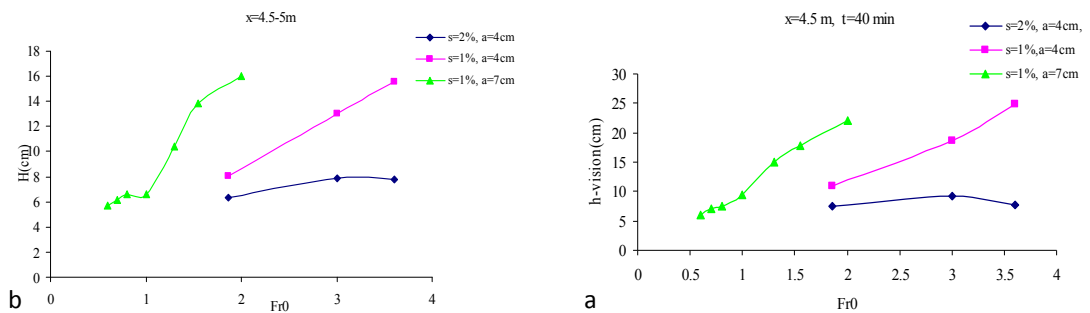 x=4.5-5m
s=2%, a=4cm
s=1%, a=4cm
s=1%, a=7cm
18
16
14
12
10
8
6
4
2
0
H(cm)
0 1 2 3 4
Fr0
b
x=4.5 m, t=40 min
s=2%, a=4cm,
s=1%,a=4cm
s=1%, a=7cm
30
25
20
15
10
5
0
h-vision(cm)
0 0.5 1 1.5 2 2.5 3 3.5 4
Fr0
a